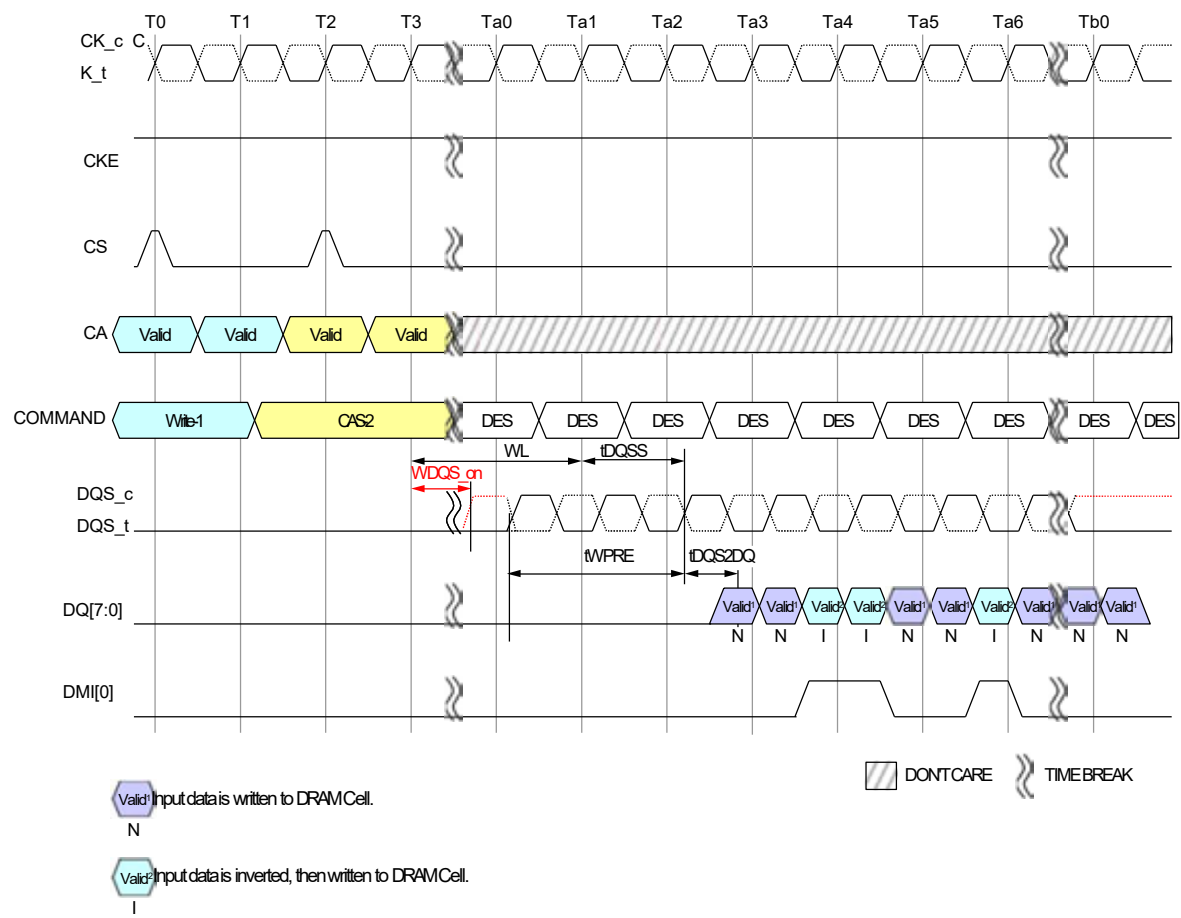 T0 T1 T2 T3 Ta0 Ta1 Ta2 Ta3 Ta4 Ta5 Ta6 Tb0
CK_c C
K_t
CKE
CS
CA Valid Valid Valid Valid
COMMAND Write-1 CAS-2 DES DES DES DES DES DES DES DES DES
WL tDQSS
WDQS_on
DQS_c
DQS_t
tWPRE tDQS2DQ
DQ[7:0] Valid¹ Valid¹ Valid² Valid² Valid¹ Valid¹ Valid² Valid¹ Valid¹ Valid¹
N N I I N N I N N N
DMI[0]
DON'T CARE TIME BREAK
Valid¹ Input data is written to DRAM Cell.
N
Valid² Input data is inverted, then written to DRAM Cell.
I